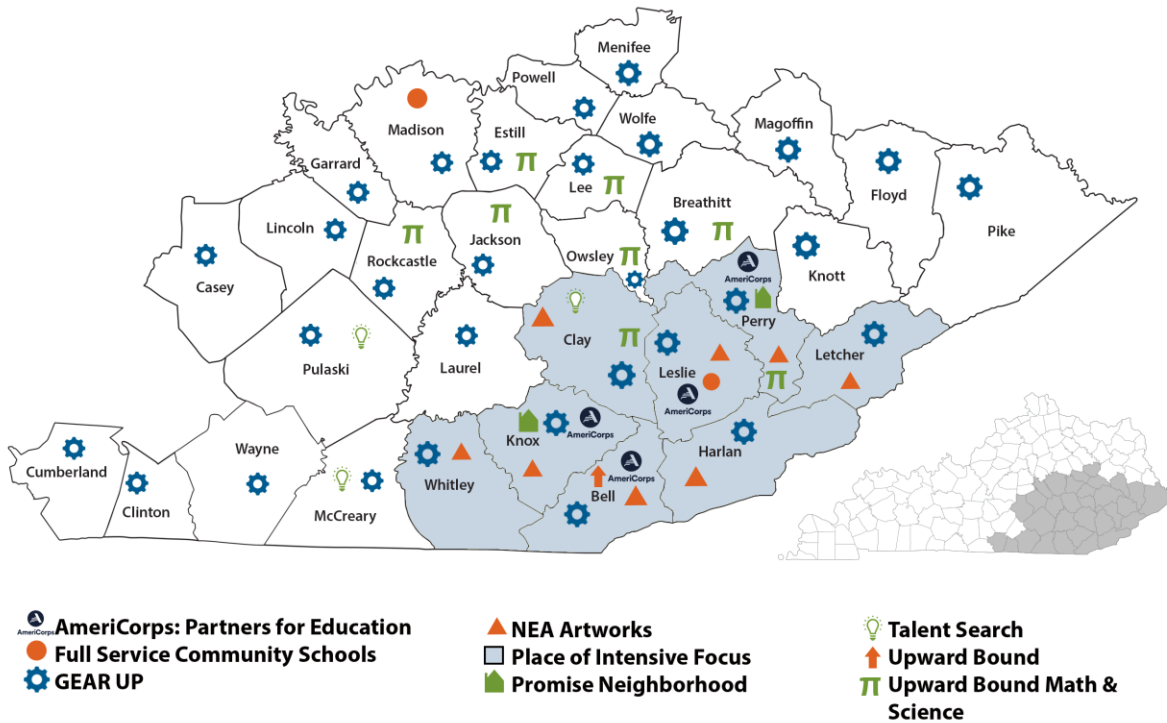 Menifee
Powell
Wolfe
Magoffin
Madison
Estill
Garrard
Lee
Floyd
Breathitt
Lincoln
Jackson
Pike
Owsley
Rockcastle
Knott
AmeriCorps
Casey
Perry
Clay
Letcher
Pulaski
Laurel
Leslie
AmeriCorps
Knox
AmeriCorps
Wayne
Harlan
Cumberland
AmeriCorps
Whitley
Bell
Clinton
McCreary
AmeriCorps
AmeriCorps: Partners for Education
Full Service Community Schools
GEAR UP
NEA Artworks
Place of Intensive Focus
Promise Neighborhood
Talent Search
Upward Bound
Upward Bound Math &
Science